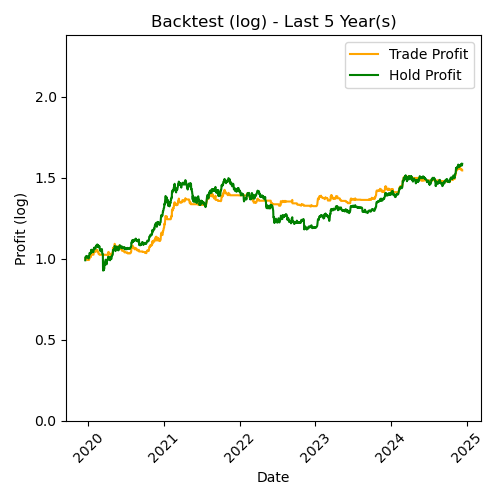 Backtest (log) - Last 5 Year(s)
Trade Profit
Hold Profit
Profit (log)
2.0
1.5
1.0
0.5
0.0
2020
2021
2022
2023
2024
2025
Date